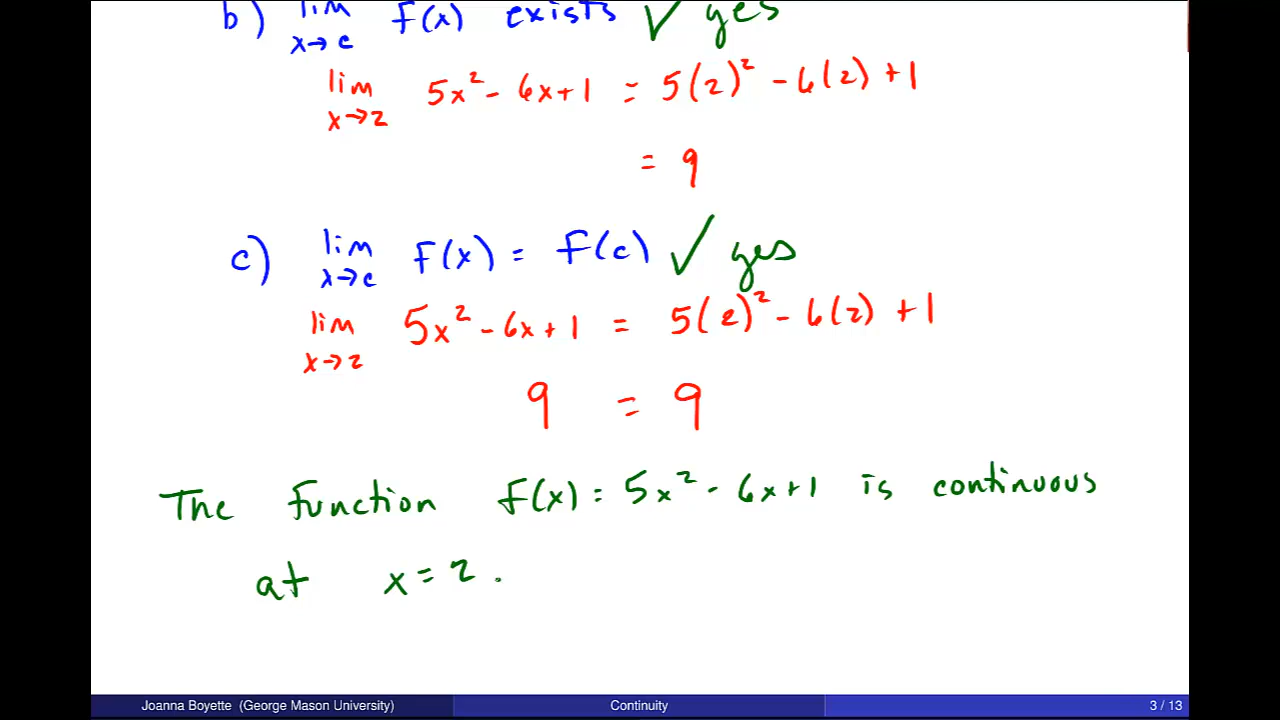 b) lim x→c f(x) exists ✓ yes
lim x→2 5x² - 6x + 1 = 5(2)² - 6(2) + 1
= 9
c) lim x→c f(x) = f(c) ✓ yes
lim x→2 5x² - 6x + 1 = 5(2)² - 6(2) + 1
9 = 9
The function f(x) = 5x² - 6x + 1 is continuous
at x = 2.
Joanna Boyette (George Mason University) Continuity 3 / 13